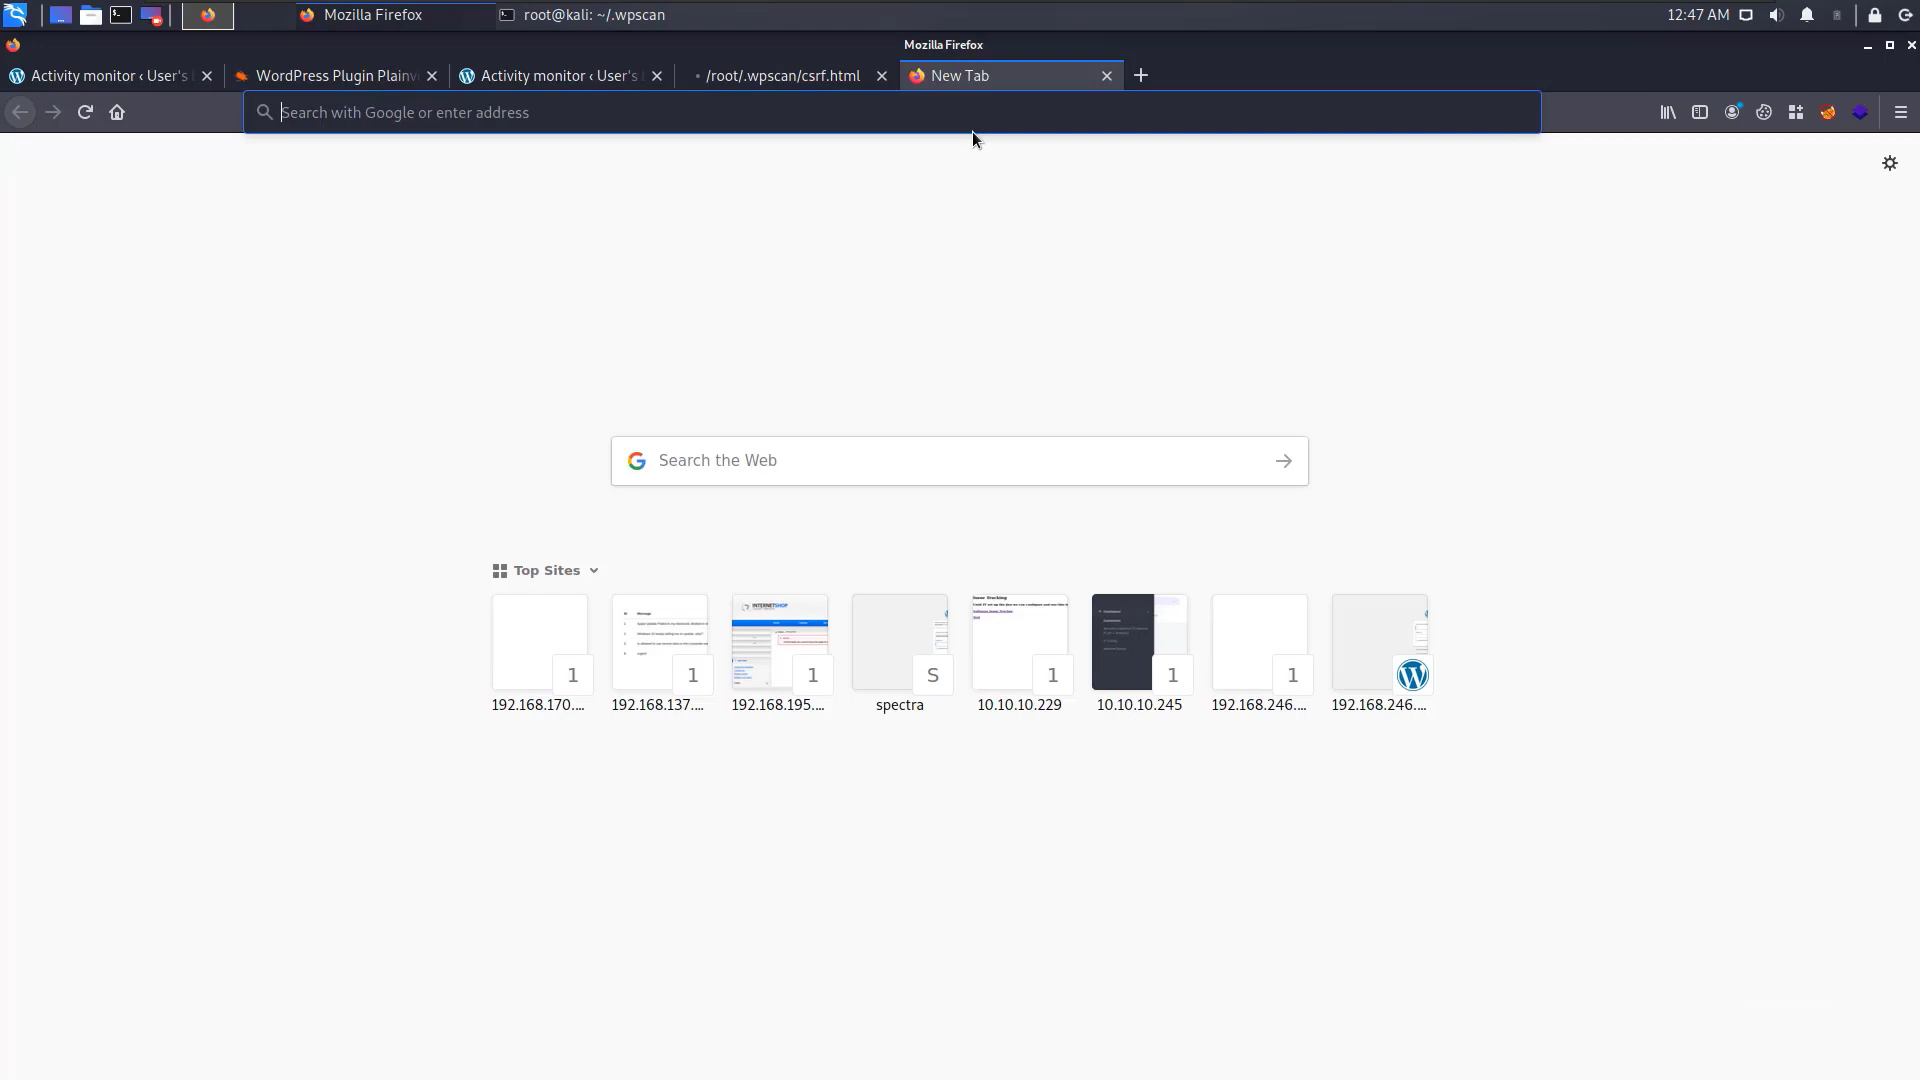 Mozilla Firefox
root@kali: ~/.wpscan
12:47 AM
Mozilla Firefox
Activity monitor ‹ User's
WordPress Plugin Plainv
Activity monitor ‹ User's
/root/.wpscan/csrf.html
New Tab
Search with Google or enter address
Search the Web
Top Sites
INTERNETSHOP
Message
1
1
1
S
1
1
1
192.168.170....
192.168.137....
192.168.195....
spectra
10.10.10.229
10.10.10.245
192.168.246....
192.168.246....